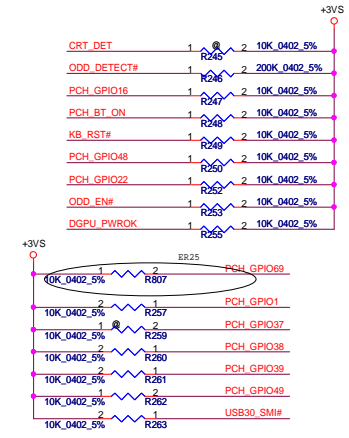 +3VS
CRT_DET 1 @ 2 10K_0402_5%
R245
ODD_DETECT# 1 2 200K_0402_5%
R246
PCH_GPIO16 1 2 10K_0402_5%
R247
PCH_BT_ON 1 2 10K_0402_5%
R248
KB_RST# 1 2 10K_0402_5%
R249
PCH_GPIO48 1 2 10K_0402_5%
R250
PCH_GPIO22 1 2 10K_0402_5%
R252
ODD_EN# 1 2 10K_0402_5%
R253
DGPU_PWROK 1 2 10K_0402_5%
R255
+3VS
ER25
1 2 PCH_GPIO69
10K_0402_5% R807
2 1 PCH_GPIO1
10K_0402_5% R257
2 @ 1 PCH_GPIO37
10K_0402_5% R259
2 1 PCH_GPIO38
10K_0402_5% R260
2 1 PCH_GPIO39
10K_0402_5% R261
2 1 PCH_GPIO49
10K_0402_5% R262
2 1 USB30_SMI#
10K_0402_5% R263